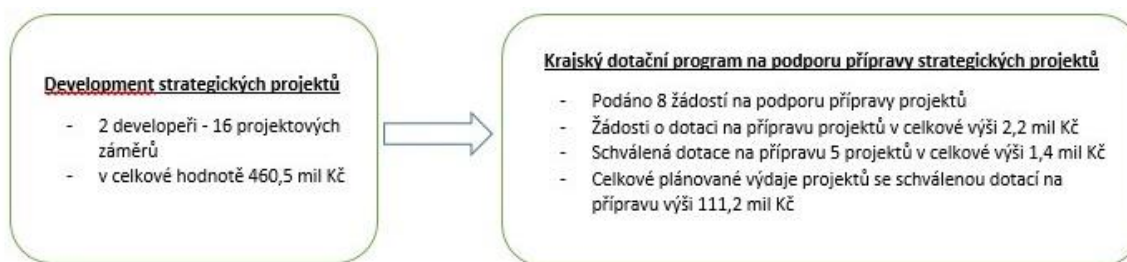 Development strategických projektů
- 2 developeři - 16 projektových
záměrů
- v celkové hodnotě 460,5 mil Kč
Krajský dotační program na podporu přípravy strategických projektů
- Podáno 8 žádostí na podporu přípravy projektů
- Žádosti o dotaci na přípravu projektů v celkové výši 2,2 mil Kč
- Schválená dotace na přípravu 5 projektů v celkové výši 1,4 mil Kč
- Celkové plánované výdaje projektů se schválenou dotací na
přípravu výši 111,2 mil Kč